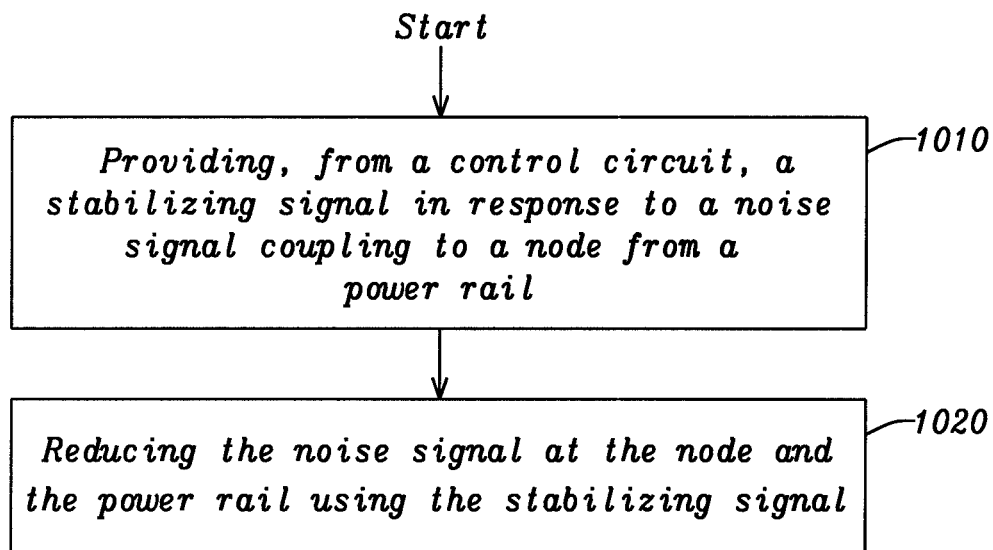 Start
Providing, from a control circuit, a
1010
stabilizing signal in response to a noise
signal coupling to a node from a
power rail
1020
Reducing the noise signal at the node and
the power rail using the stabilizing signal